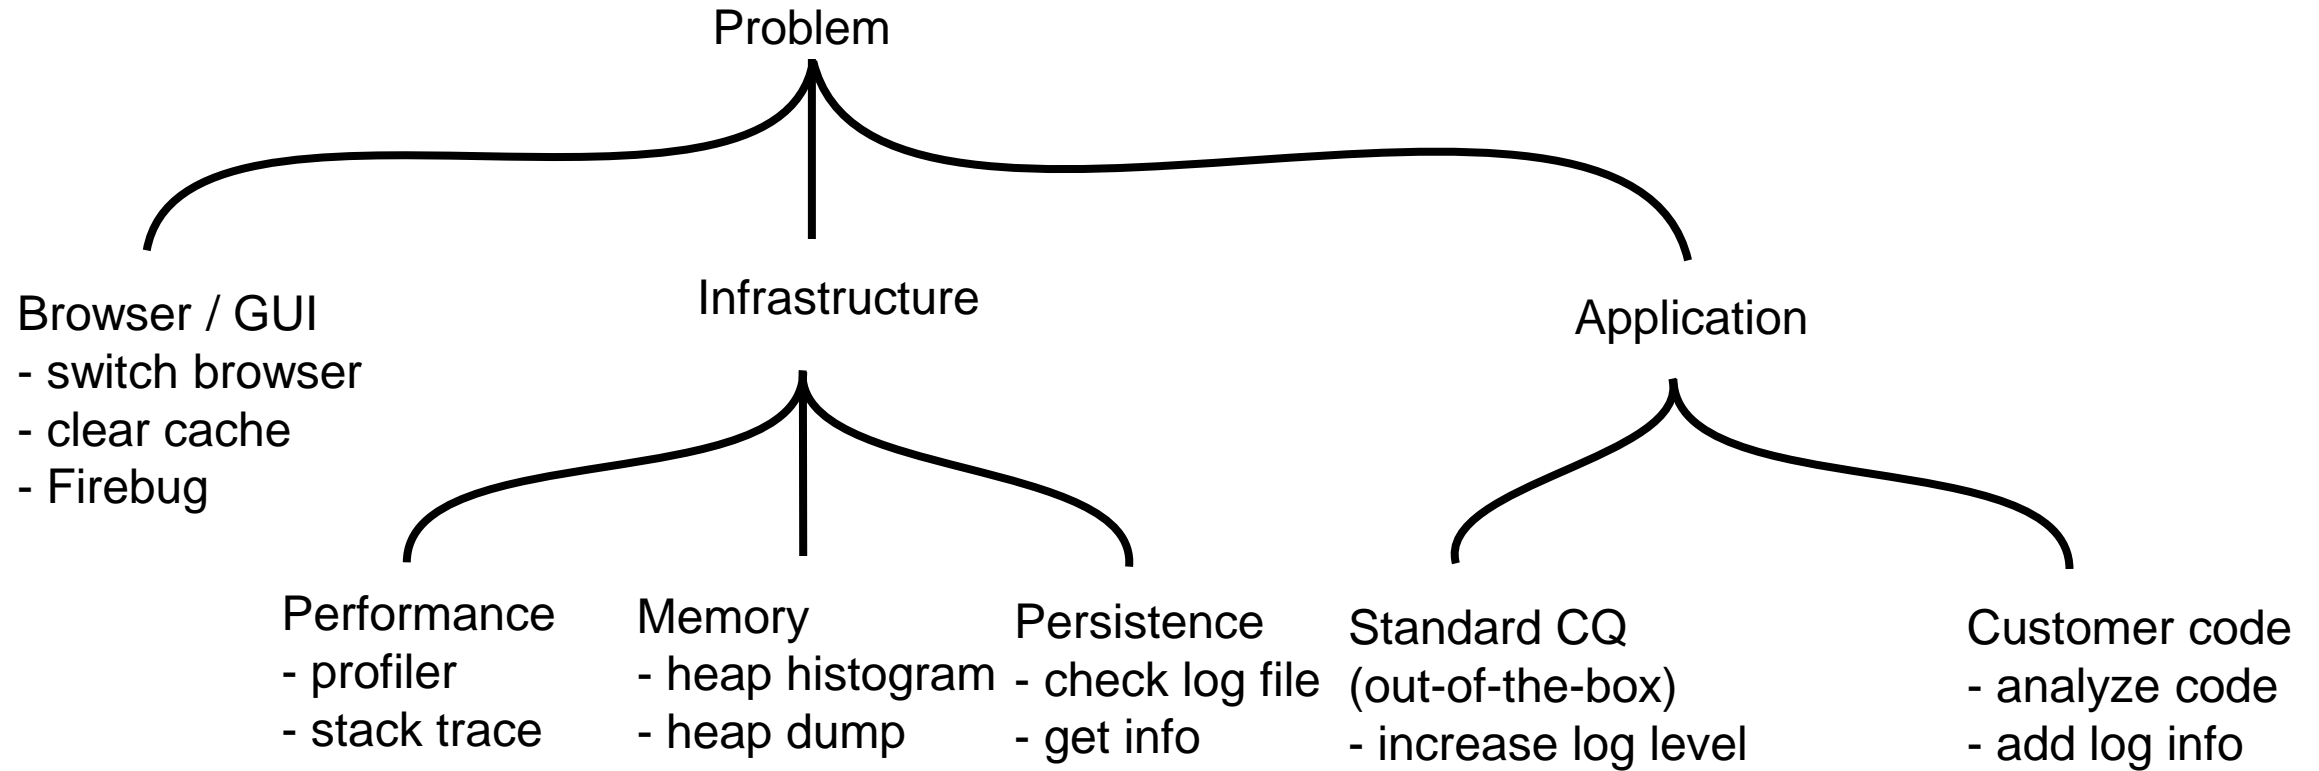 Problem
Browser / GUI
- switch browser
- clear cache
- Firebug
Infrastructure
Application
Performance
- profiler
- stack trace
Memory
- heap histogram
- heap dump
Persistence
- check log file
- get info
Standard CQ
(out-of-the-box)
- increase log level
Customer code
- analyze code
- add log info